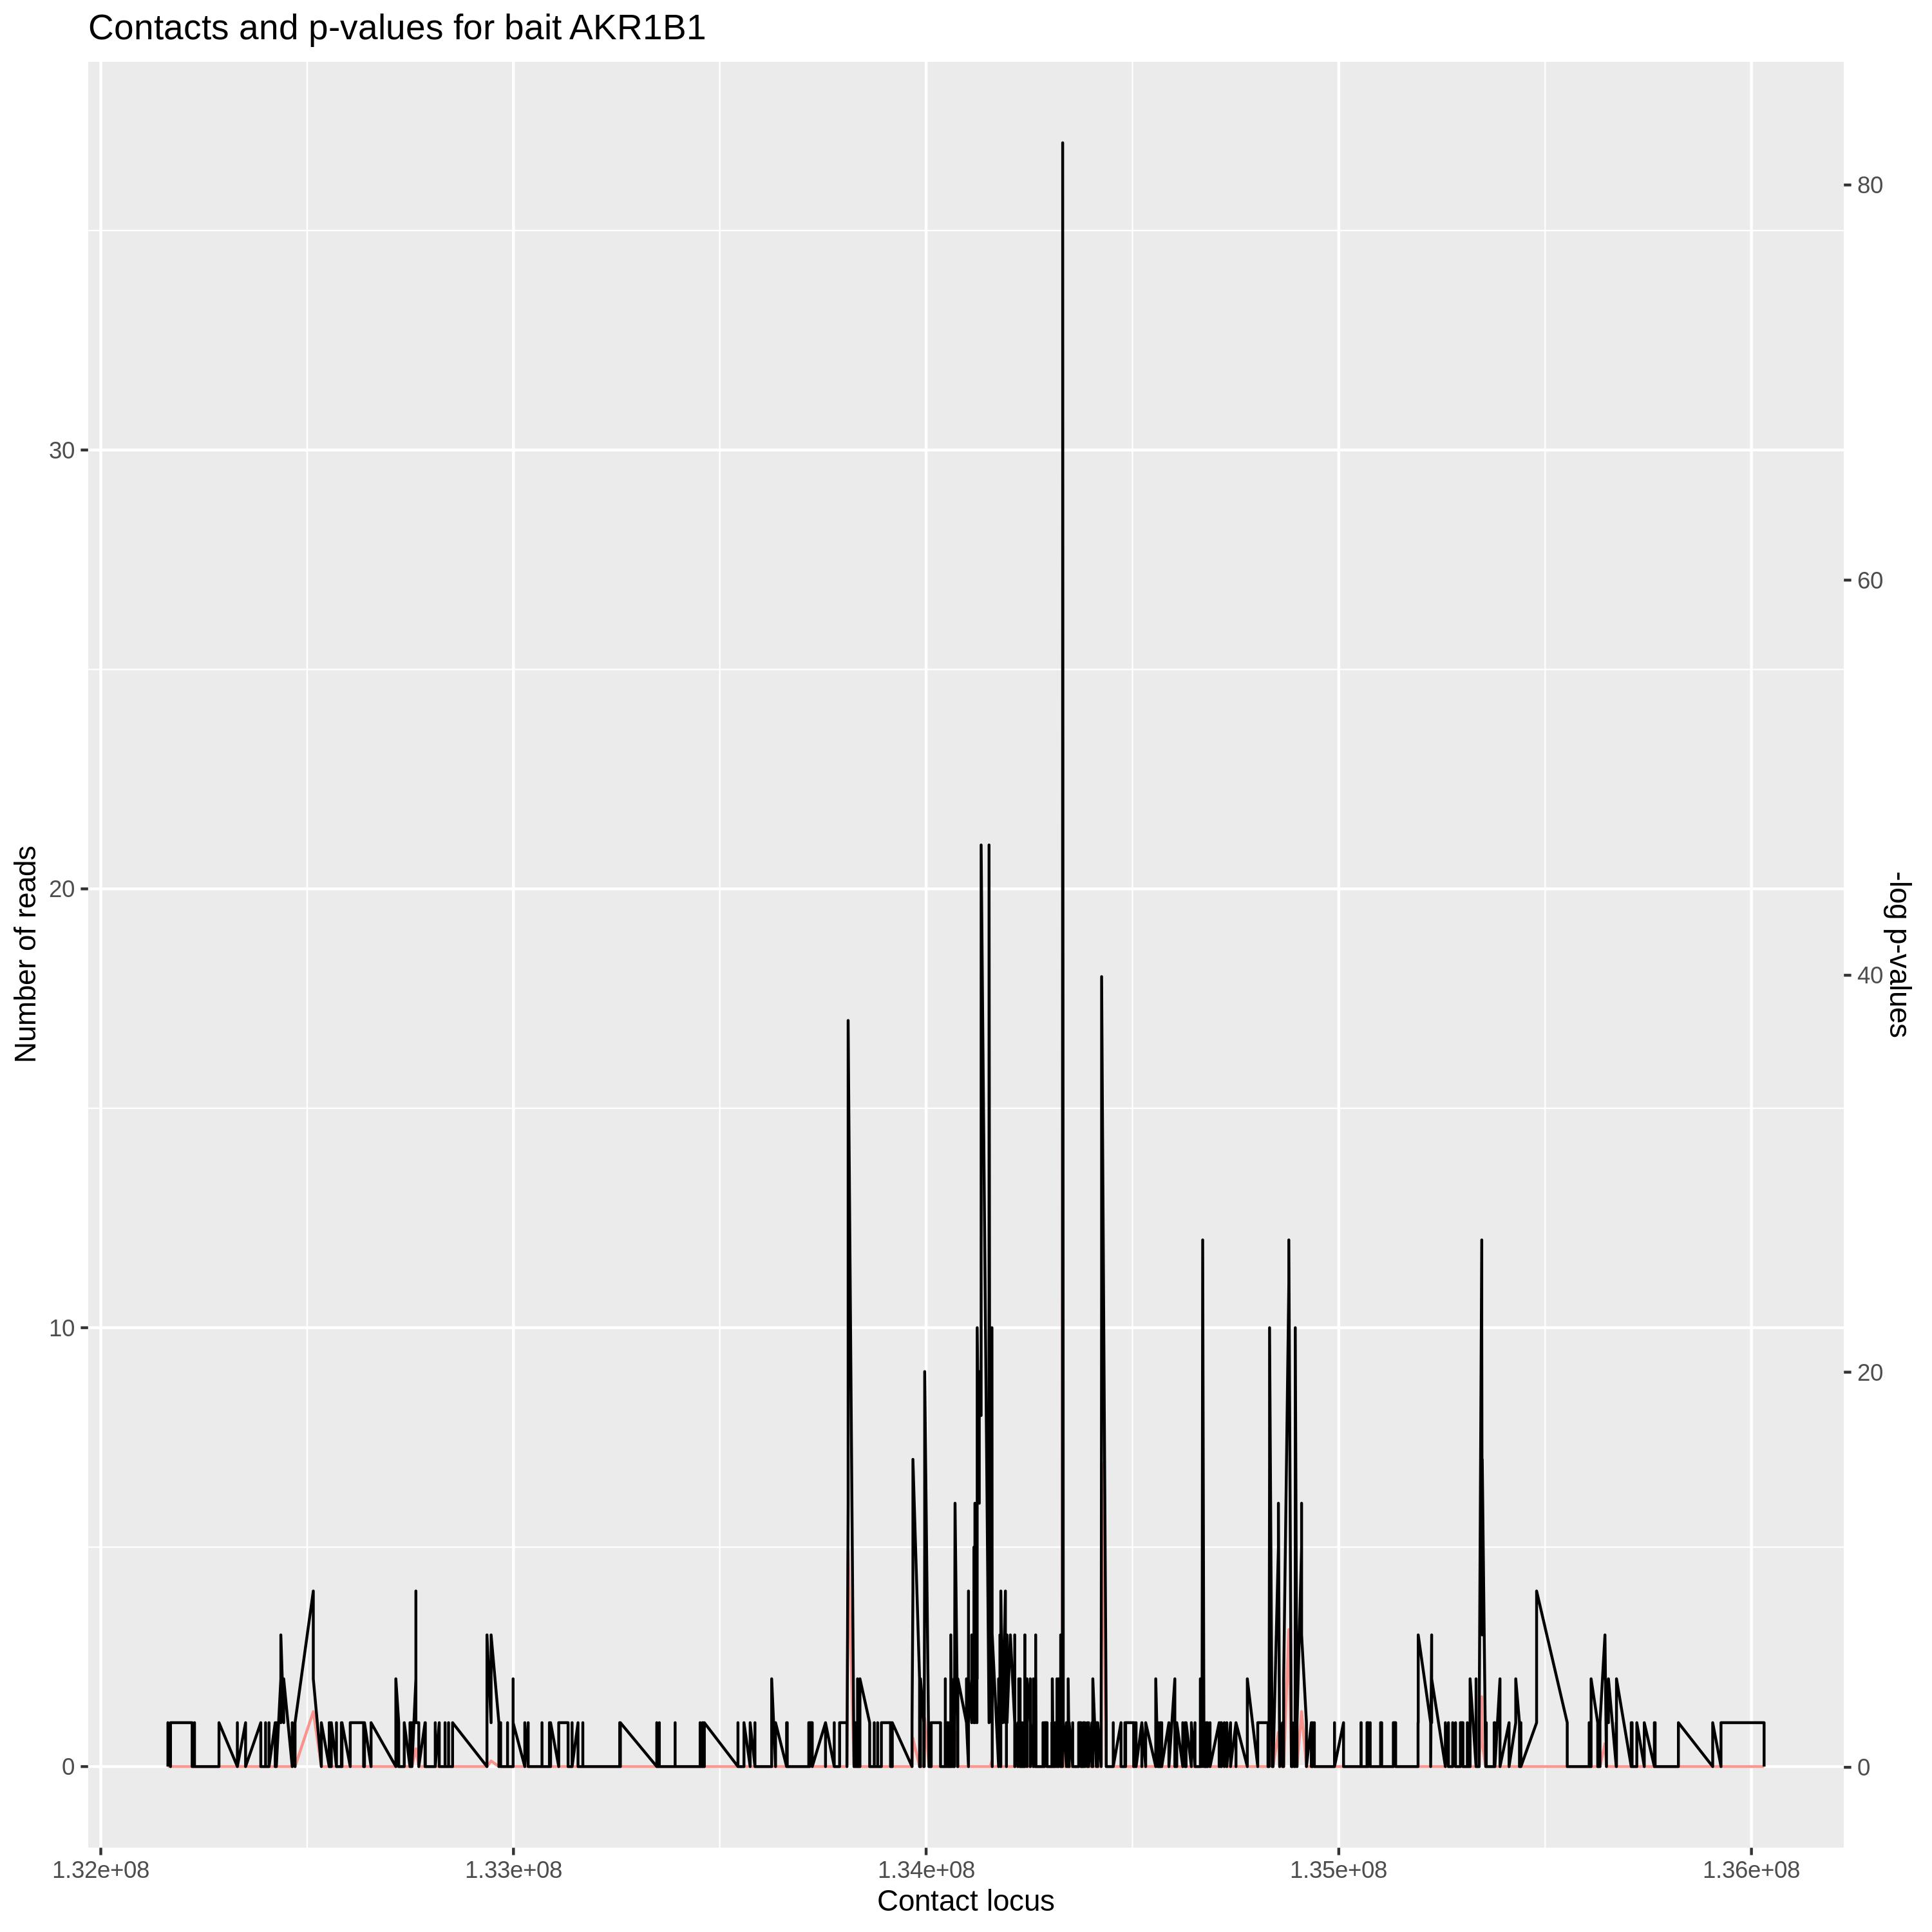 Contacts and p-values for bait AKR1B1
80
30
60
20
40
10
20
0
0
Number of reads
-log p-values
1.32e+08
1.33e+08
1.34e+08
1.35e+08
1.36e+08
Contact locus